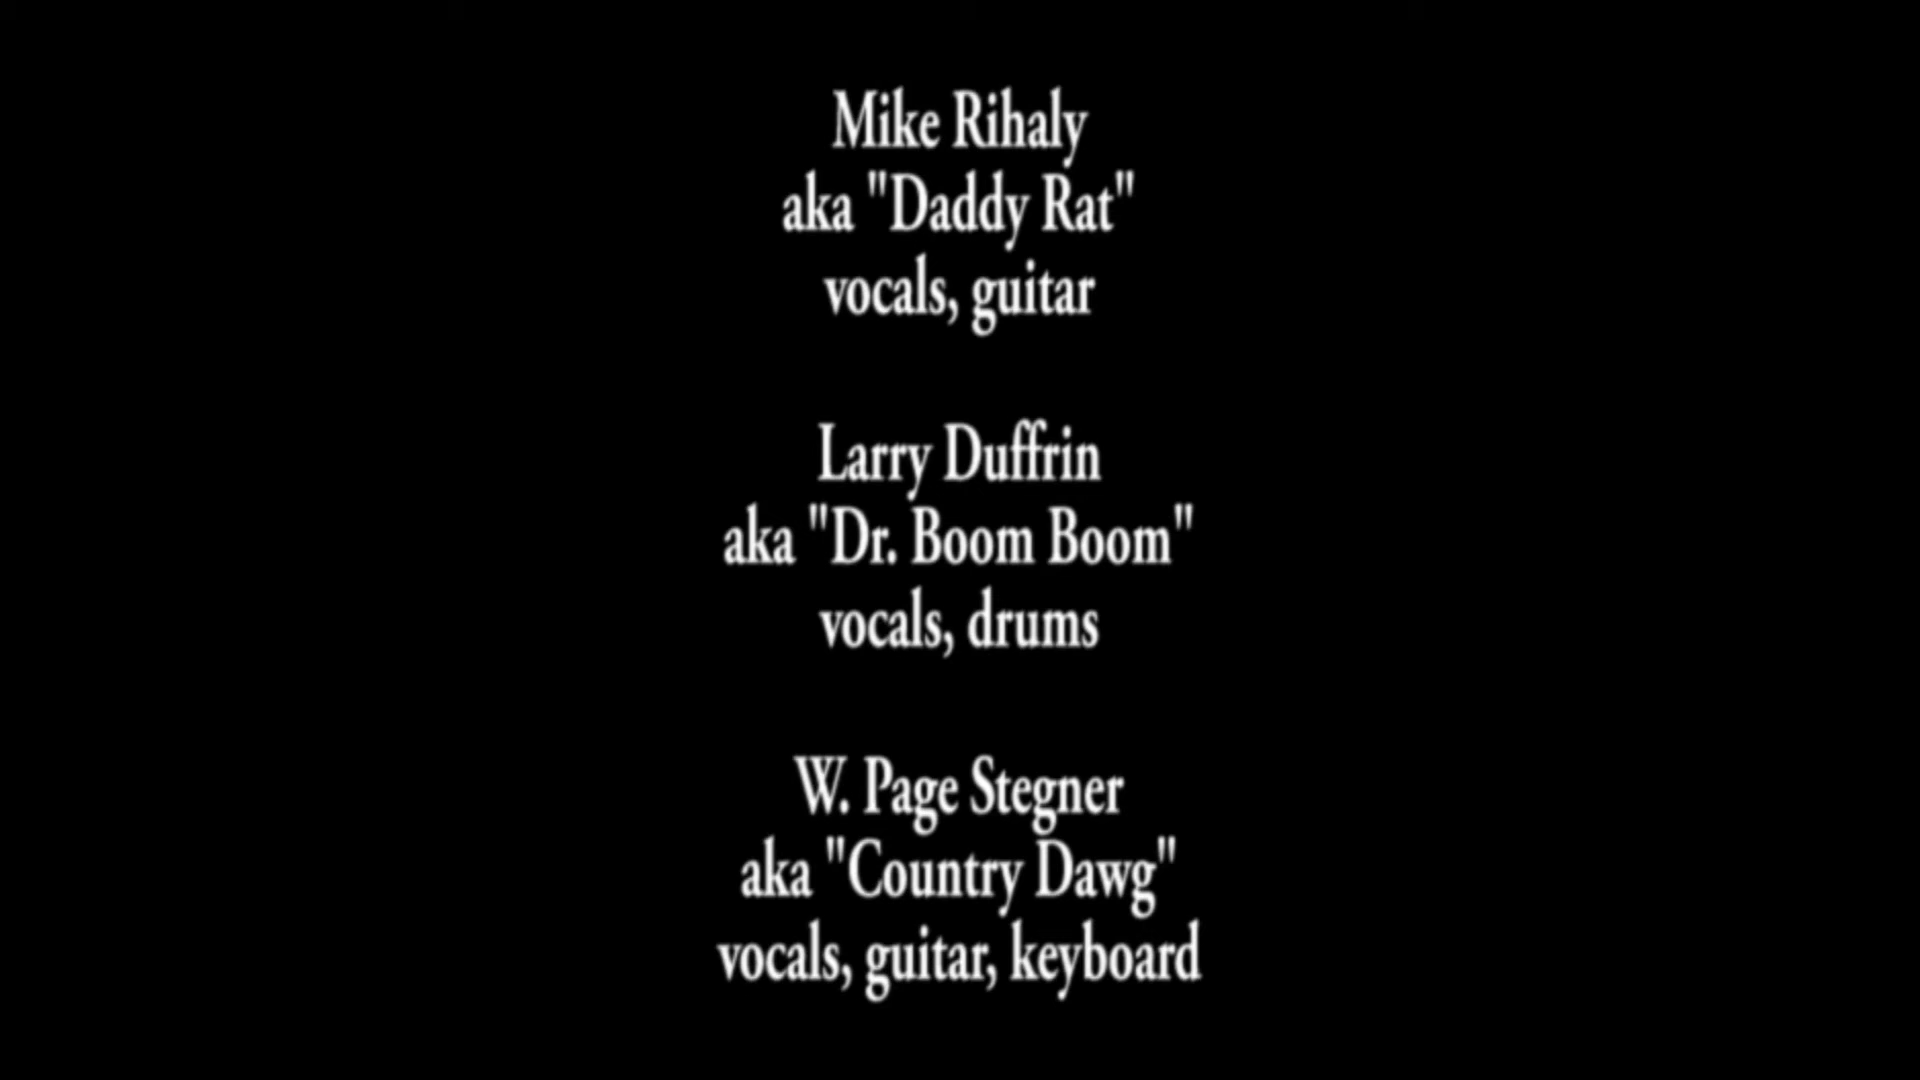 Mike Rihaly
aka "Daddy Rat"
vocals, guitar
Larry Duffrin
aka "Dr. Boom Boom"
vocals, drums
W. Page Stegner
aka "Country Dawg"
vocals, guitar, keyboard